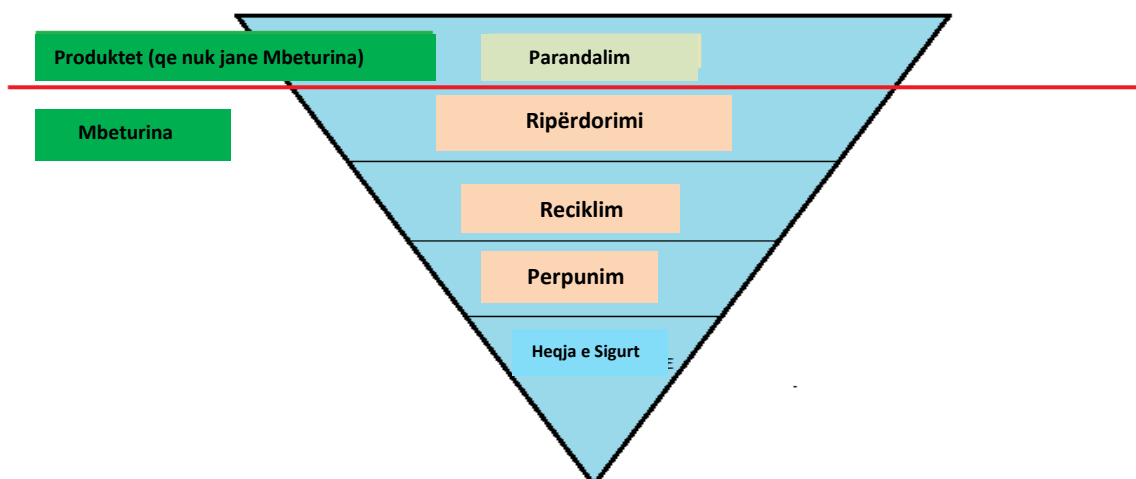 Produktet (qe nuk jane Mbeturina)
Parandalim
Mbeturina
Ripërdorimi
Reciklim
Perpunim
Heqja e Sigurt
E
-